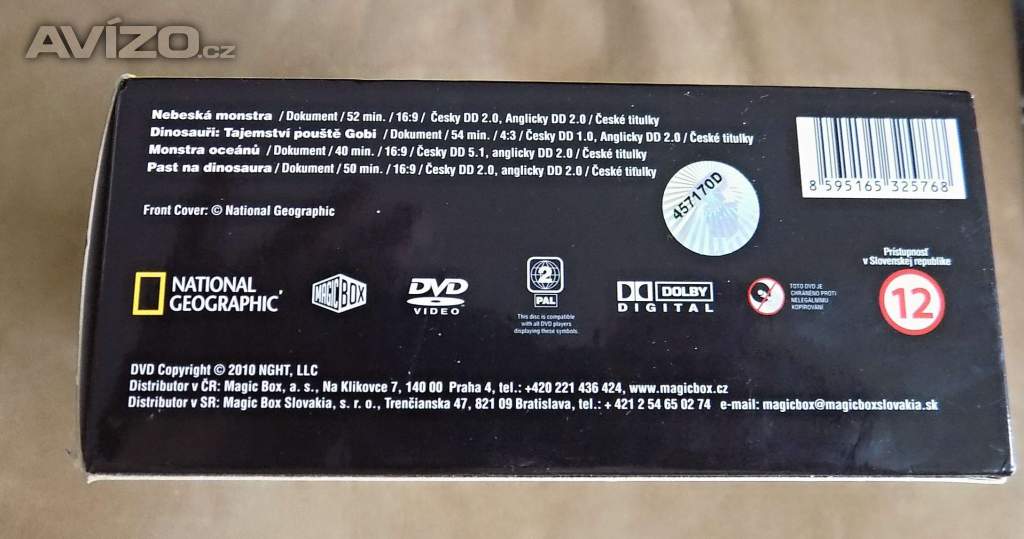 AVÍZO.cz
Nebeská monstra / Dokument / 52 min. / 16:9 / Česky DD 2.0, Anglicky DD 2.0 / České titulky
Dinosauři: Tajemství pouště Gobi / Dokument / 54 min. / 4:3 / Česky DD 1.0, Anglicky DD 2.0 / České titulky
Monstra oceánů / Dokument / 40 min. / 16:9 / Česky DD 5.1, anglicky DD 2.0 / České titulky
Past na dinosaura / Dokument / 50 min. / 16:9 / Česky DD 2.0, anglicky DD 2.0 / České titulky
8 595165 325768
457170D
Front Cover: © National Geographic
Prístupnosť
v Slovenskej republike
NATIONAL
GEOGRAPHIC
MAGIC BOX
DVD
VIDEO
2
PAL
This disc is compatible
with all DVD players
displaying these symbols.
DOLBY
DIGITAL
TOTO DVD JE
CHRÁNĚNO PROTI
NELEGÁLNÍMU
KOPÍROVÁNÍ
12
DVD Copyright © 2010 NGHT, LLC
Distributor v ČR: Magic Box, a. s., Na Klikovce 7, 140 00 Praha 4, tel.: +420 221 436 424, www.magicbox.cz
Distributor v SR: Magic Box Slovakia, s. r. o., Trenčianska 47, 821 09 Bratislava, tel.: + 421 2 54 65 02 74 e-mail: magicbox@magicboxslovakia.sk